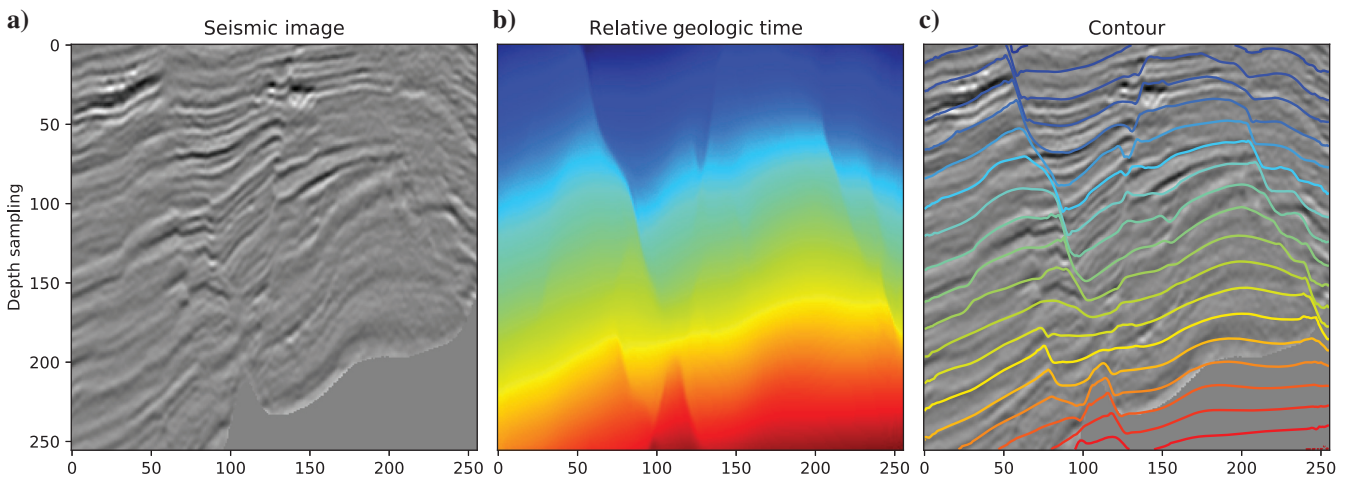 a) Seismic image
b) Relative geologic time
c) Contour
Depth sampling
0
50
100
150
200
250
0 50 100 150 200 250
0 50 100 150 200 250
0 50 100 150 200 250